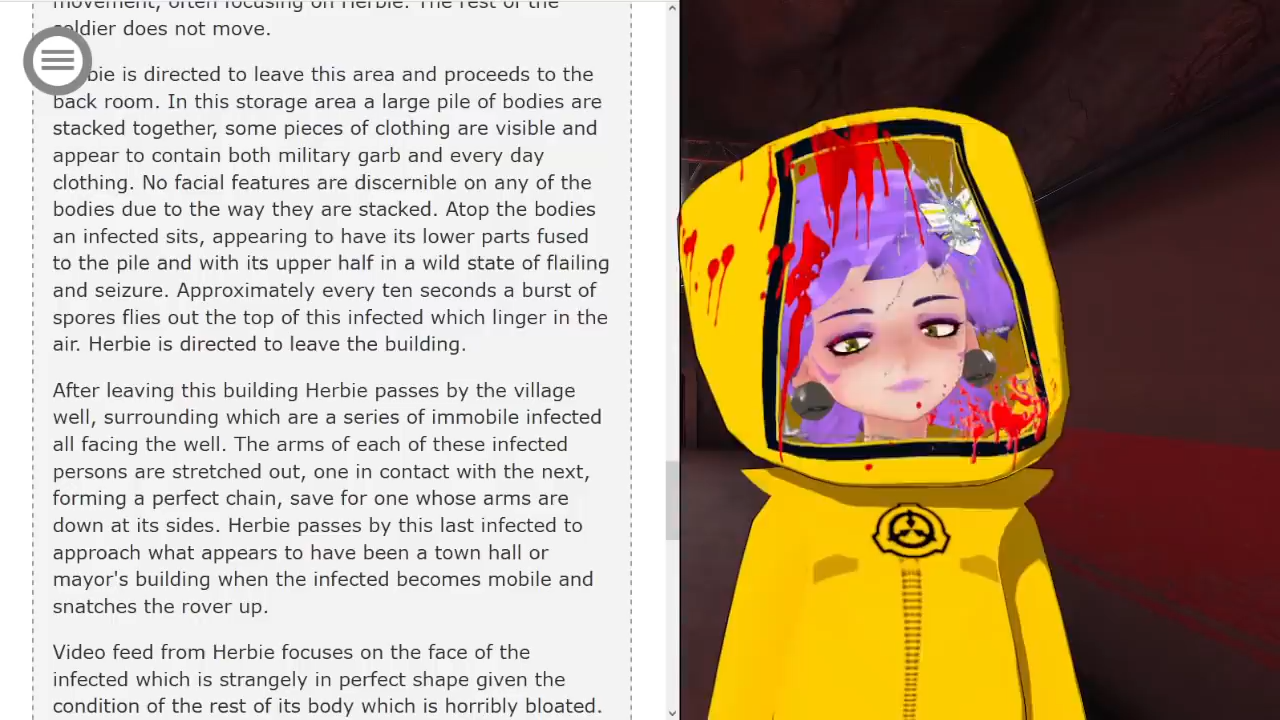 movement, often focusing on Herbie. The rest of the
soldier does not move.
bie is directed to leave this area and proceeds to the
back room. In this storage area a large pile of bodies are
stacked together, some pieces of clothing are visible and
appear to contain both military garb and every day
clothing. No facial features are discernible on any of the
bodies due to the way they are stacked. Atop the bodies
an infected sits, appearing to have its lower parts fused
to the pile and with its upper half in a wild state of flailing
and seizure. Approximately every ten seconds a burst of
spores flies out the top of this infected which linger in the
air. Herbie is directed to leave the building.
After leaving this building Herbie passes by the village
well, surrounding which are a series of immobile infected
all facing the well. The arms of each of these infected
persons are stretched out, one in contact with the next,
forming a perfect chain, save for one whose arms are
down at its sides. Herbie passes by this last infected to
approach what appears to have been a town hall or
mayor's building when the infected becomes mobile and
snatches the rover up.
Video feed from Herbie focuses on the face of the
infected which is strangely in perfect shape given the
condition of the rest of its body which is horribly bloated.